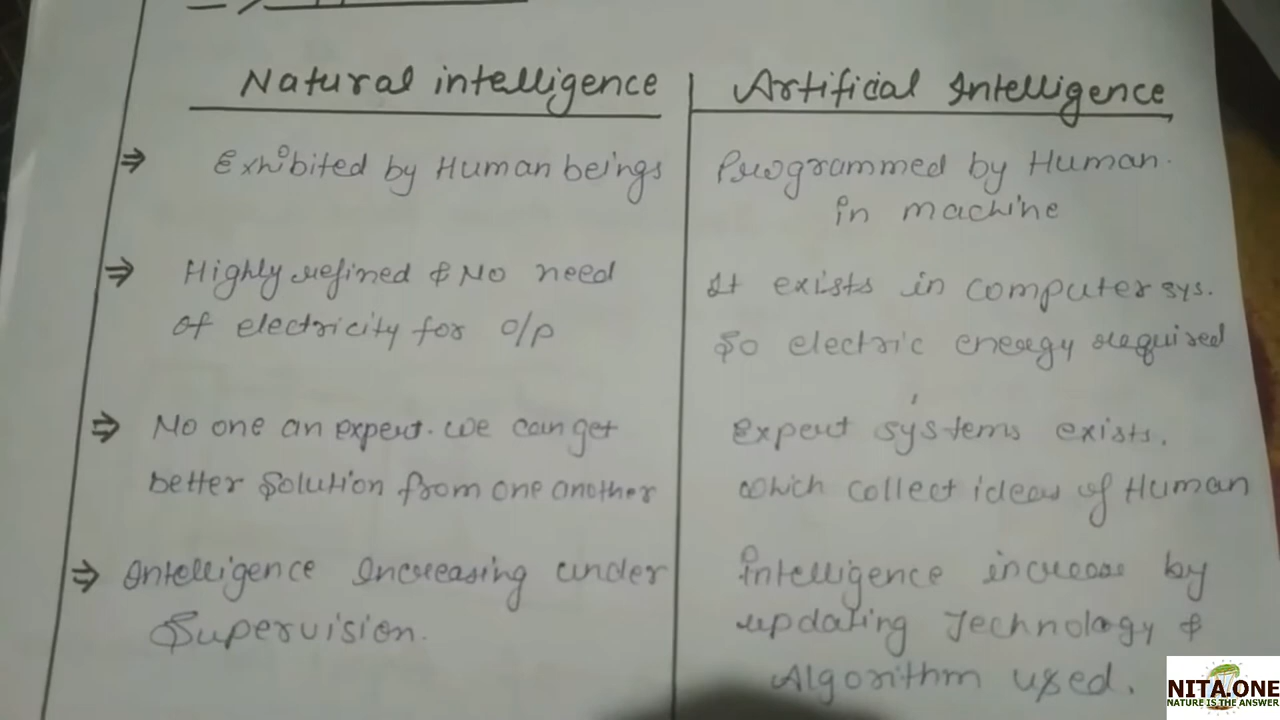 Natural intelligence
Artifical Intelligence
⇒ Exhibited by Human beings
Programmed by Human.
in machine
⇒ Highly refined & No need
of electricity for o/p
It exists in computer sys.
So electric energy required
⇒ No one an expert. We can get
better solution from one another
Expert systems exists.
which collect ideas of Human
⇒ Intelligence Increasing under
Supervision.
intelligence increase by
updating Technology &
Algorithm used.
NITA.ONE
NATURE IS THE ANSWER